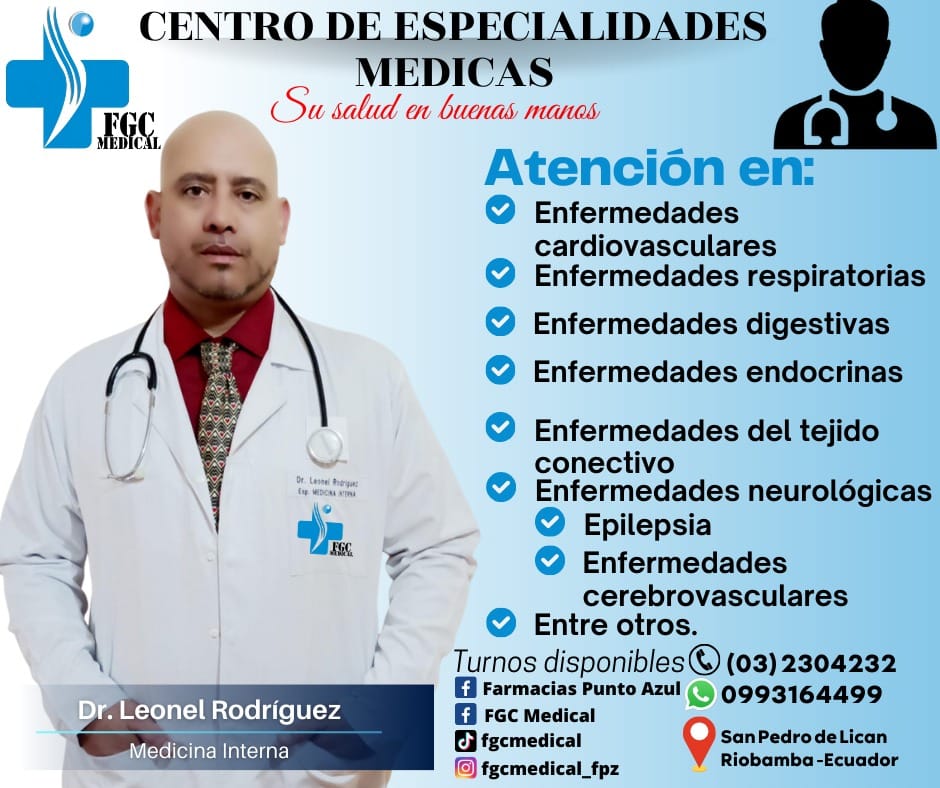 CENTRO DE ESPECIALIDADES
MEDICAS
Su salud en buenas manos
FGC
MEDICAL
Atención en:
Enfermedades
cardiovasculares
Enfermedades respiratorias
Enfermedades digestivas
Enfermedades endocrinas
Enfermedades del tejido
conectivo
Enfermedades neurológicas
Epilepsia
Enfermedades
cerebrovasculares
Entre otros.
Dr. Leonel Rodriguez
Esp. MEDICINA INTERNA
FGC
MEDICAL
Dr. Leonel Rodríguez
Medicina Interna
Turnos disponibles (03) 2304232
Farmacias Punto Azul 0993164499
FGC Medical
fgcmedical
fgcmedical_fpz
San Pedro de Lican
Riobamba -Ecuador